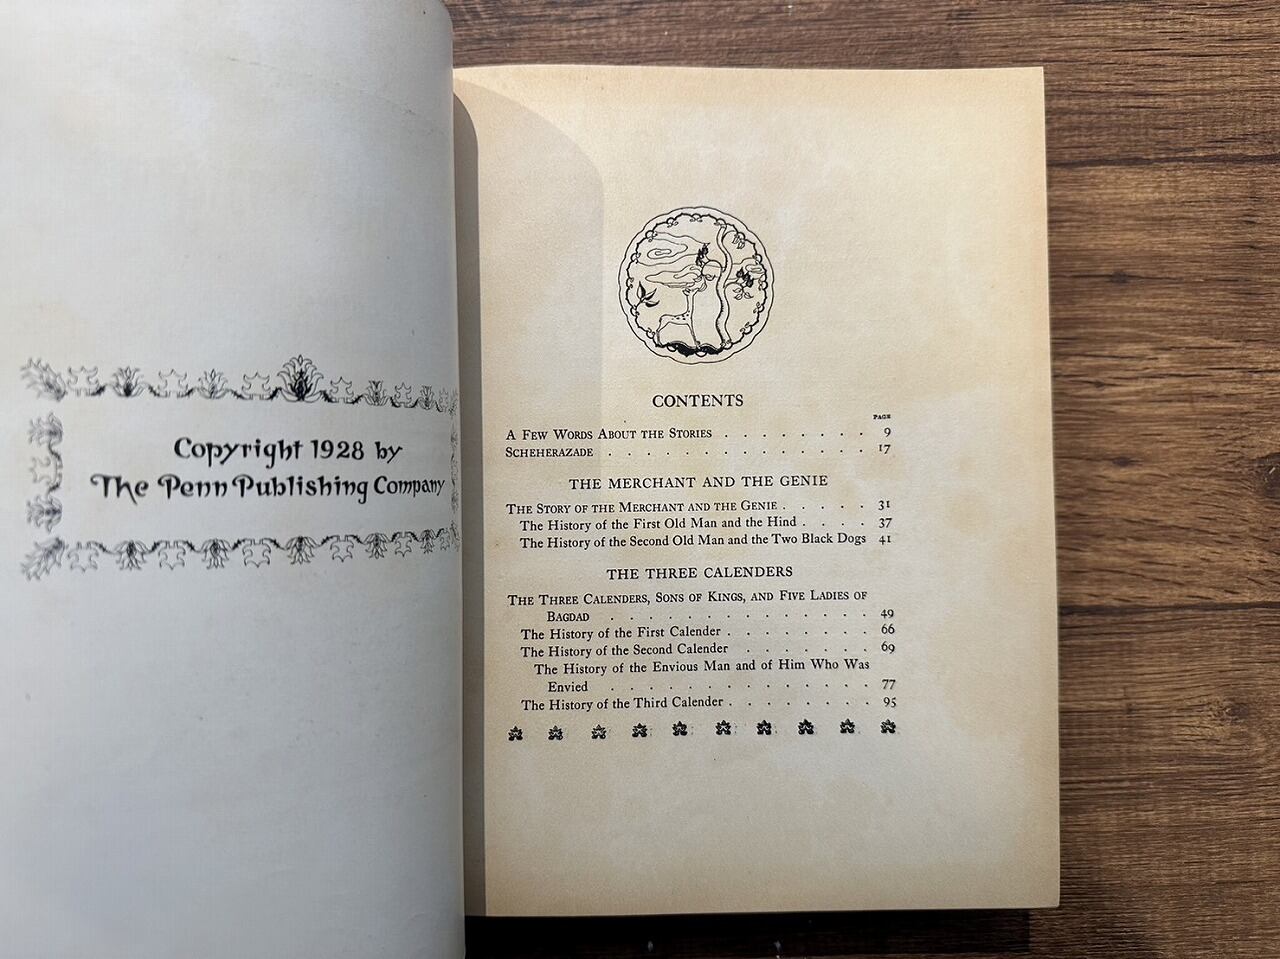 Copyright 1928 by
The Penn Publishing Company
CONTENTS
PAGE
A Few Words About the Stories . . . . . . . . 9
Scheherazade . . . . . . . . . . . . . . 17
THE MERCHANT AND THE GENIE
The Story of the Merchant and the Genie . . . . . 31
The History of the First Old Man and the Hind . . . . 37
The History of the Second Old Man and the Two Black Dogs 41
THE THREE CALENDERS
The Three Calenders, Sons of Kings, and Five Ladies of
Bagdad . . . . . . . . . . . . . . 49
The History of the First Calender . . . . . . . . 66
The History of the Second Calender . . . . . . . 69
The History of the Envious Man and of Him Who Was
Envied . . . . . . . . . . . . . . 77
The History of the Third Calender . . . . . . . . 95